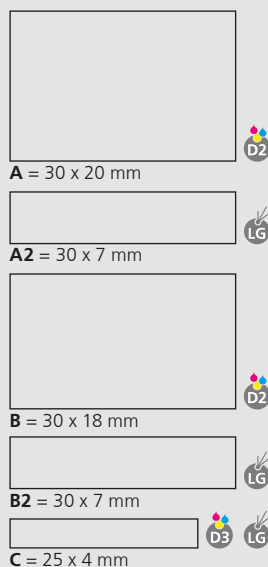 D2
A = 30 x 20 mm
LG
A2 = 30 x 7 mm
D2
B = 30 x 18 mm
LG
B2 = 30 x 7 mm
D3 LG
C = 25 x 4 mm